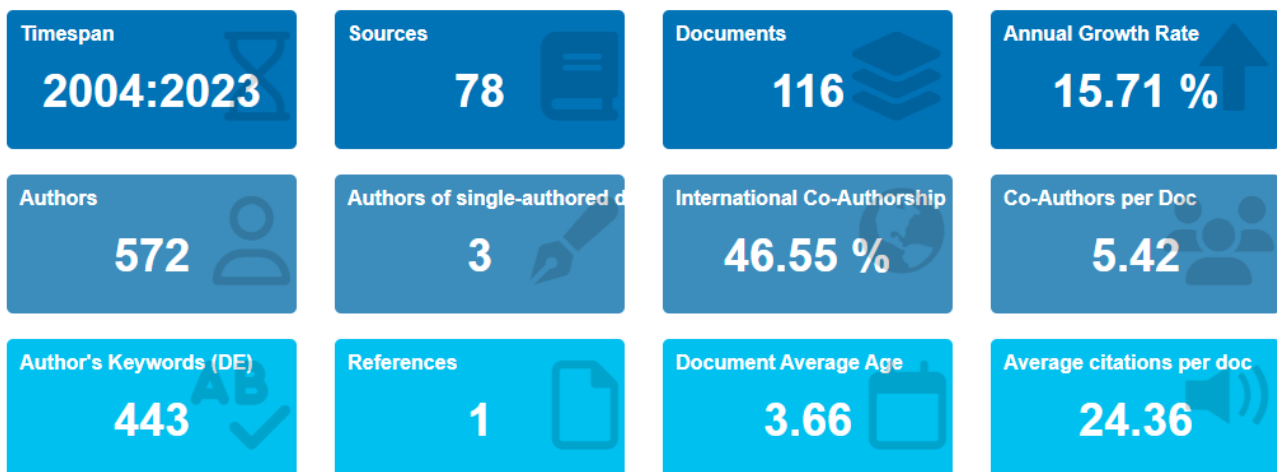 Timespan
2004:2023
Sources
78
Documents
116
Annual Growth Rate
15.71 %
Authors
572
Authors of single-authored d
3
International Co-Authorship
46.55 %
Co-Authors per Doc
5.42
Author's Keywords (DE)
AB
443
References
1
Document Average Age
3.66
Average citations per doc
24.36